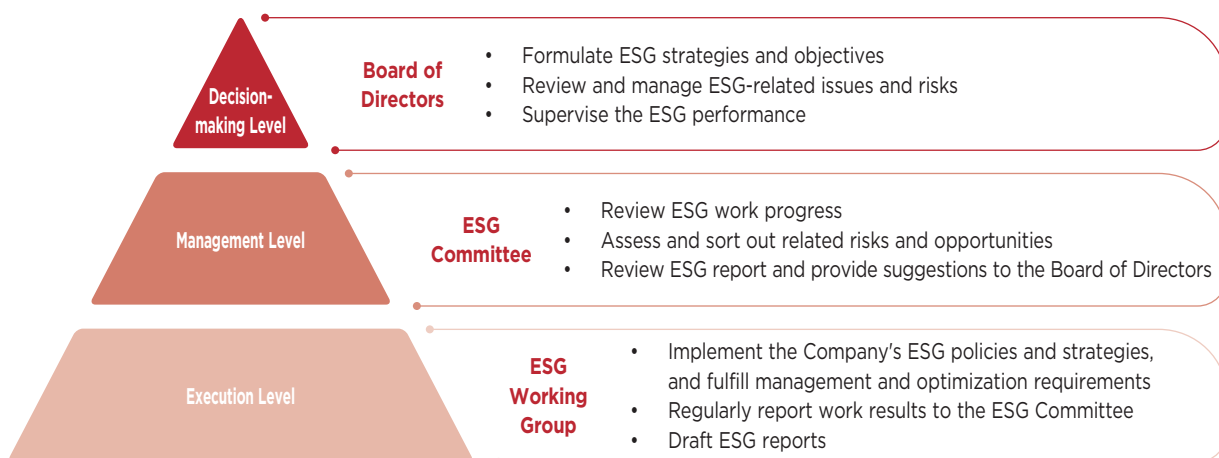 Decision-
making Level
Board of
Directors
• Formulate ESG strategies and objectives
• Review and manage ESG-related issues and risks
• Supervise the ESG performance
Management Level
ESG
Committee
• Review ESG work progress
• Assess and sort out related risks and opportunities
• Review ESG report and provide suggestions to the Board of Directors
Execution Level
ESG
Working
Group
• Implement the Company's ESG policies and strategies,
and fulfill management and optimization requirements
• Regularly report work results to the ESG Committee
• Draft ESG reports